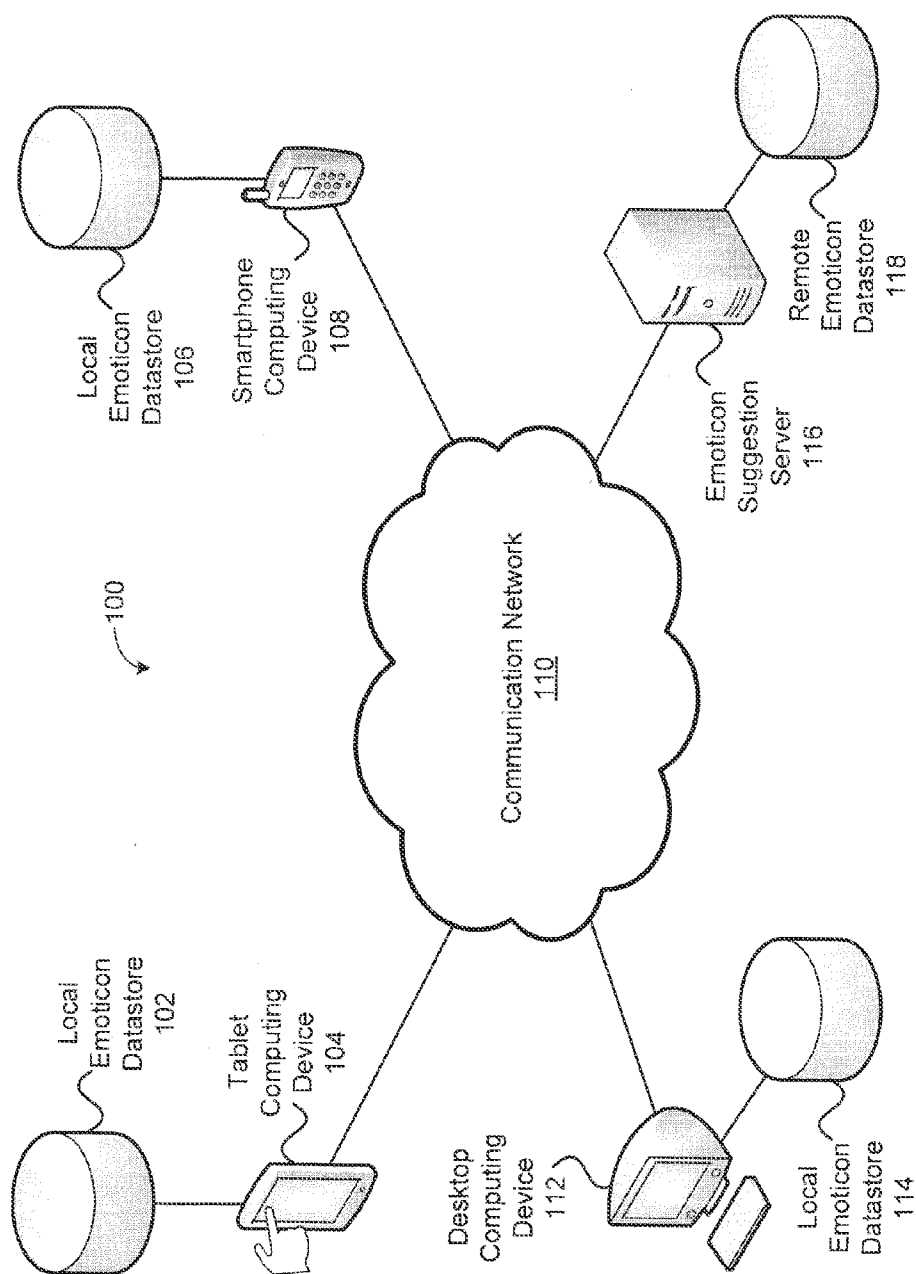 100
Local
Emoticon
Datastore
102
Tablet
Computing
Device
104
Local
Emoticon
Datastore
106
Smartphone
Computing
Device
108
Communication Network
110
Desktop
Computing
Device
112
Local
Emoticon
Datastore
114
Emoticon
Suggestion
Server
116
Remote
Emoticon
Datastore
118